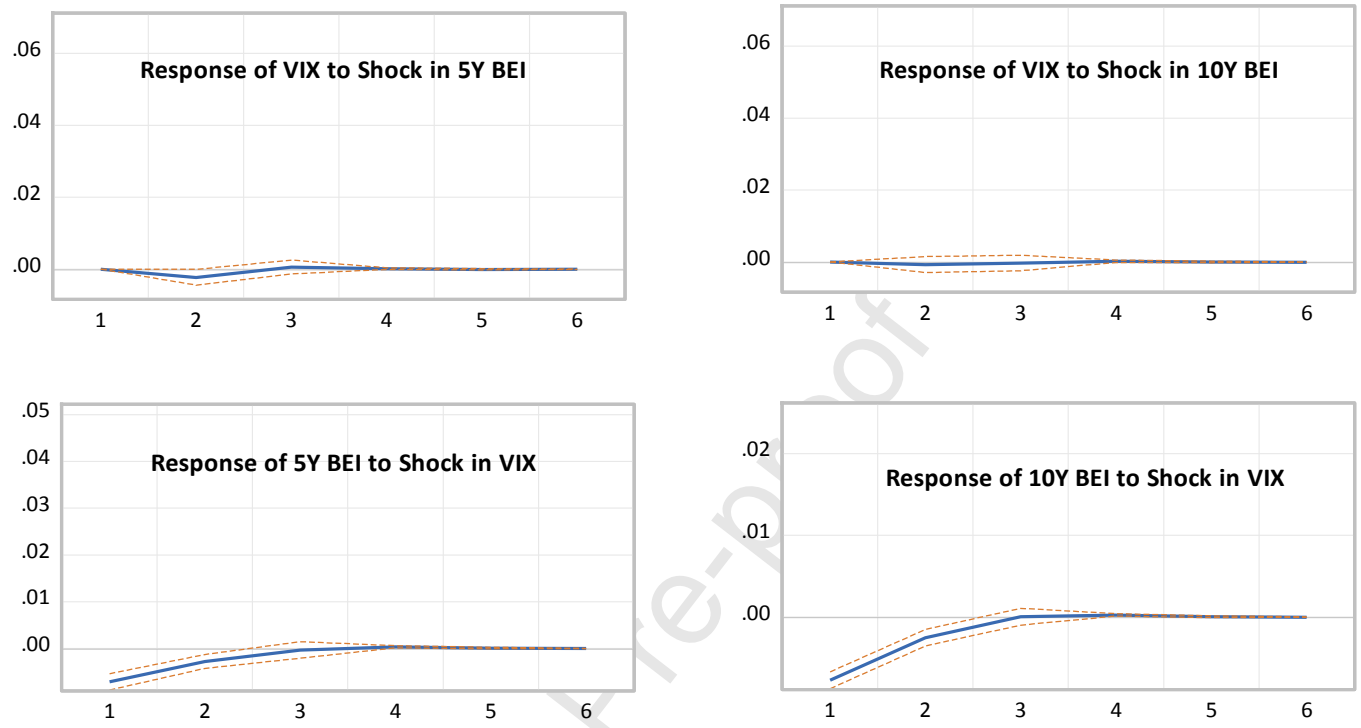 .06
Response of VIX to Shock in 5Y BEI
.04
.02
.00
1 2 3 4 5 6
.06
Response of VIX to Shock in 10Y BEI
.04
.02
.00
1 2 3 4 5 6
.05
.04
Response of 5Y BEI to Shock in VIX
.03
.02
.01
.00
1 2 3 4 5 6
.02
Response of 10Y BEI to Shock in VIX
.01
.00
1 2 3 4 5 6
Pre-proof